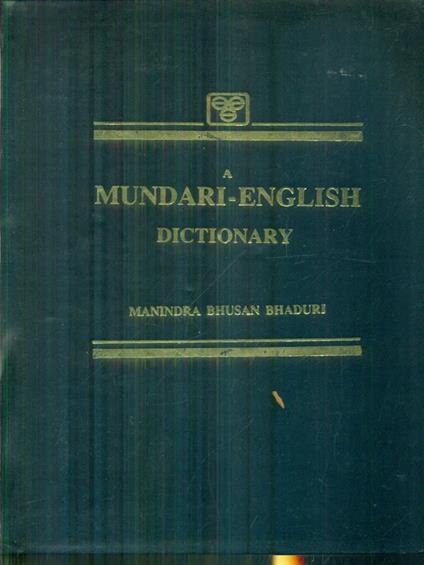 A
MUNDARI-ENGLISH
DICTIONARY
MANINDRA BHUSAN BHADURI